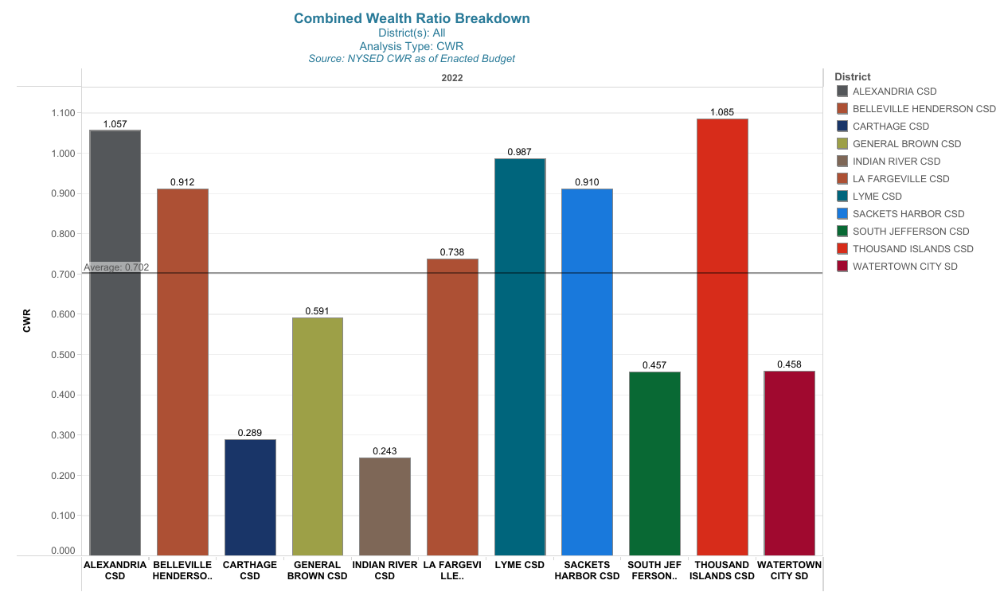 Combined Wealth Ratio Breakdown
District(s): All
Analysis Type: CWR
Source: NYSED CWR as of Enacted Budget
2022
CWR
1.100
1.000
0.900
0.800
0.700
0.600
0.500
0.400
0.300
0.200
0.100
0.000
Average: 0.702
1.057
0.912
0.289
0.591
0.243
0.738
0.987
0.910
0.457
1.085
0.458
ALEXANDRIA
CSD
BELLEVILLE
HENDERSO..
CARTHAGE
CSD
GENERAL
BROWN CSD
INDIAN RIVER
CSD
LA FARGEVI
LLE..
LYME CSD
SACKETS
HARBOR CSD
SOUTH JEF
FERSON..
THOUSAND
ISLANDS CSD
WATERTOWN
CITY SD
District
ALEXANDRIA CSD
BELLEVILLE HENDERSON CSD
CARTHAGE CSD
GENERAL BROWN CSD
INDIAN RIVER CSD
LA FARGEVILLE CSD
LYME CSD
SACKETS HARBOR CSD
SOUTH JEFFERSON CSD
THOUSAND ISLANDS CSD
WATERTOWN CITY SD